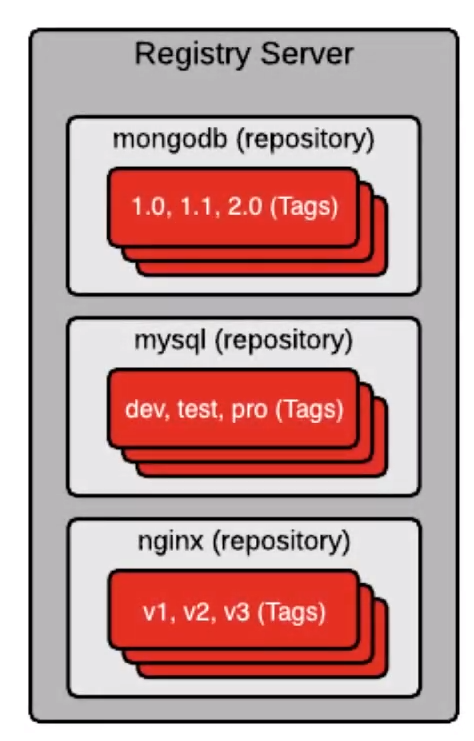 Registry Server
mongodb (repository)
1.0, 1.1, 2.0 (Tags)
mysql (repository)
dev, test, pro (Tags)
nginx (repository)
v1, v2, v3 (Tags)